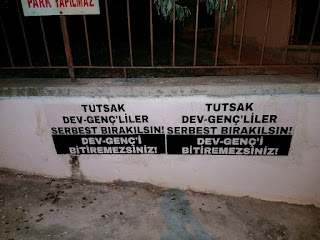 PARK YAPILMAZ
TUTSAK
DEV-GENÇ'LİLER
SERBEST BIRAKILSIN!
DEV-GENÇ'İ
BİTİREMEZSİNİZ!
TUTSAK
DEV-GENÇ'LİLER
SERBEST BIRAKILSIN!
DEV-GENÇ'İ
BİTİREMEZSİNİZ!